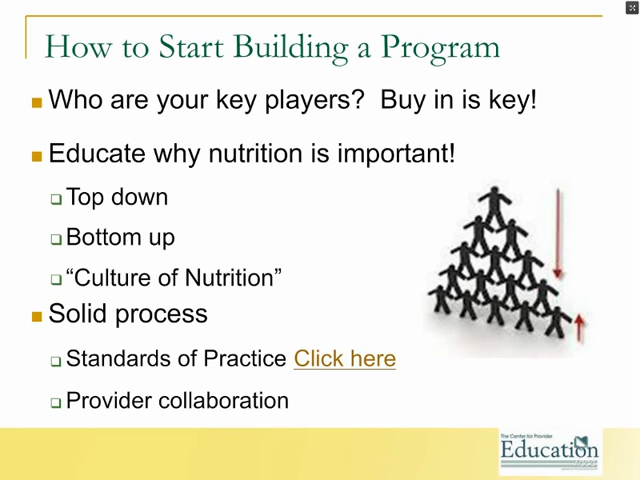 How to Start Building a Program
Who are your key players? Buy in is key!
Educate why nutrition is important!
Top down
Bottom up
“Culture of Nutrition”
Solid process
Standards of Practice Click here
Provider collaboration
The Center for Provider
Education